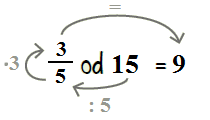 =
·3 3/5 od 15 = 9
: 5